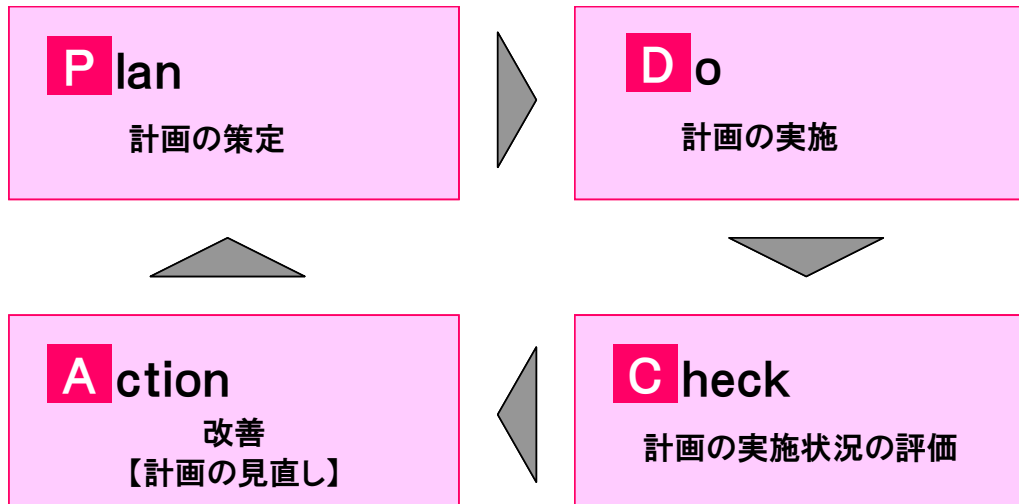 Plan
計画の策定
Do
計画の実施
Action
改善
【計画の見直し】
Check
計画の実施状況の評価